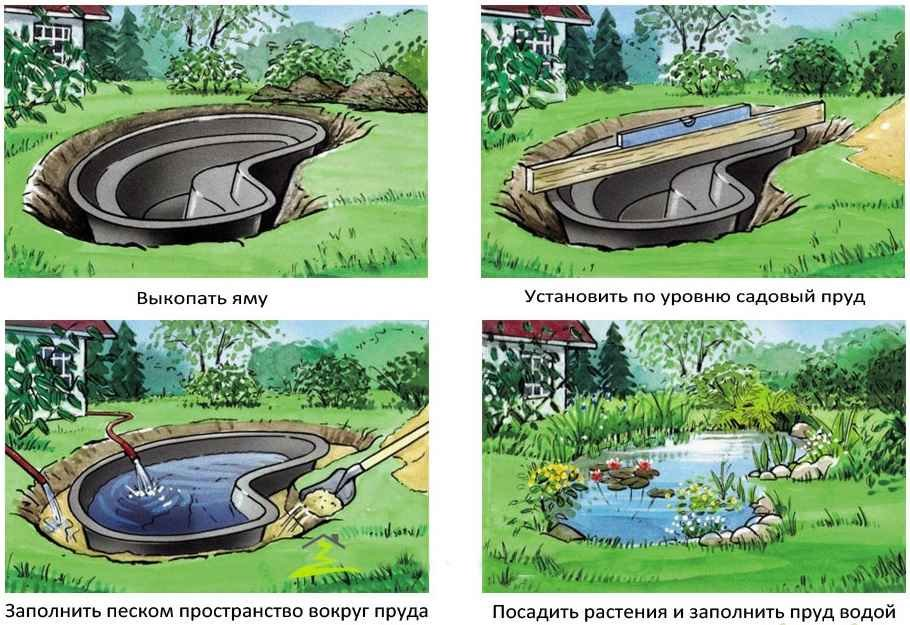 Выкопать яму
Установить по уровню садовый пруд
Заполнить песком пространство вокруг пруда
Посадить растения и заполнить пруд водой